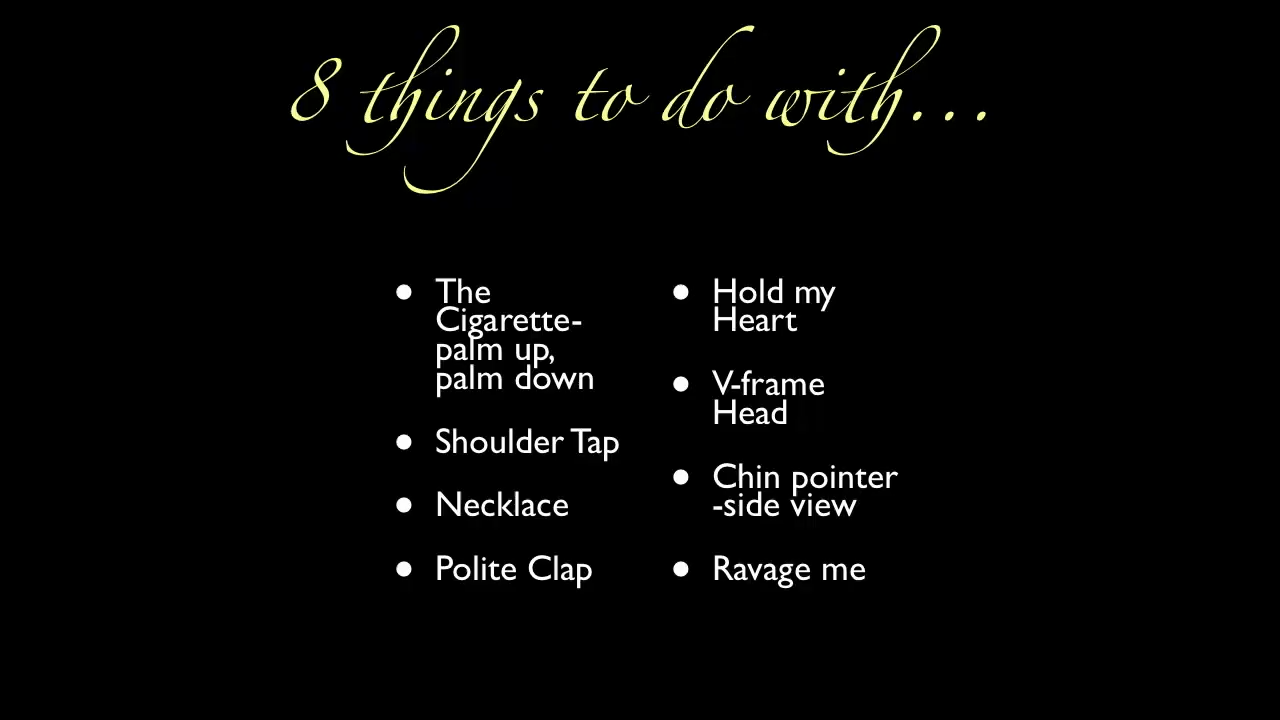 8 things to do with...
• The
Cigarette-
palm up,
palm down
• Shoulder Tap
• Necklace
• Polite Clap
• Hold my
Heart
• V-frame
Head
• Chin pointer
-side view
• Ravage me